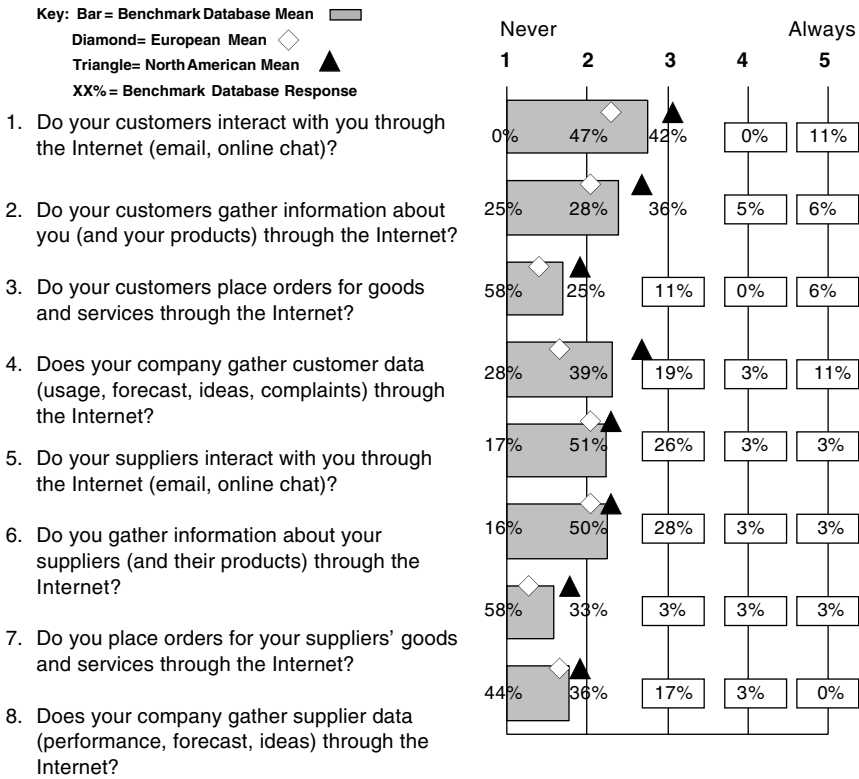 Key: Bar = Benchmark Database Mean
Diamond= European Mean
Triangle= North American Mean
XX% = Benchmark Database Response
Never Always
1 2 3 4 5
1. Do your customers interact with you through
the Internet (email, online chat)?
0% 47% 42% 0% 11%
2. Do your customers gather information about
you (and your products) through the Internet?
25% 28% 36% 5% 6%
3. Do your customers place orders for goods
and services through the Internet?
58% 25% 11% 0% 6%
4. Does your company gather customer data
(usage, forecast, ideas, complaints) through
the Internet?
28% 39% 19% 3% 11%
5. Do your suppliers interact with you through
the Internet (email, online chat)?
17% 51% 26% 3% 3%
6. Do you gather information about your
suppliers (and their products) through the
Internet?
16% 50% 28% 3% 3%
7. Do you place orders for your suppliers’ goods
and services through the Internet?
58% 33% 3% 3% 3%
8. Does your company gather supplier data
(performance, forecast, ideas) through the
Internet?
44% 36% 17% 3% 0%